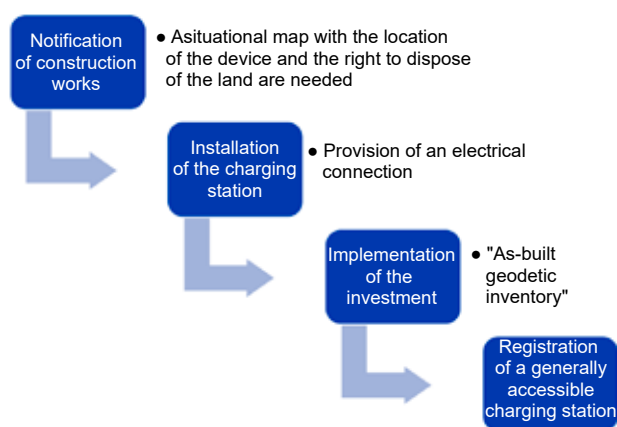 Notification
of construction
works
● Asituational map with the location
of the device and the right to dispose
of the land are needed
Installation
of the charging
station
● Provision of an electrical
connection
Implementation
of the
investment
● "As-built
geodetic
inventory"
Registration
of a generally
accessible
charging station